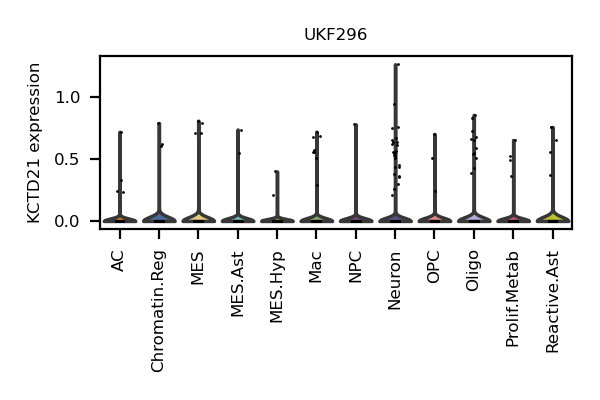 UKF296
KCTD21 expression
1.0
0.5
0.0
AC
Chromatin.Reg
MES
MES.Ast
MES.Hyp
Mac
NPC
Neuron
OPC
Oligo
Prolif.Metab
Reactive.Ast